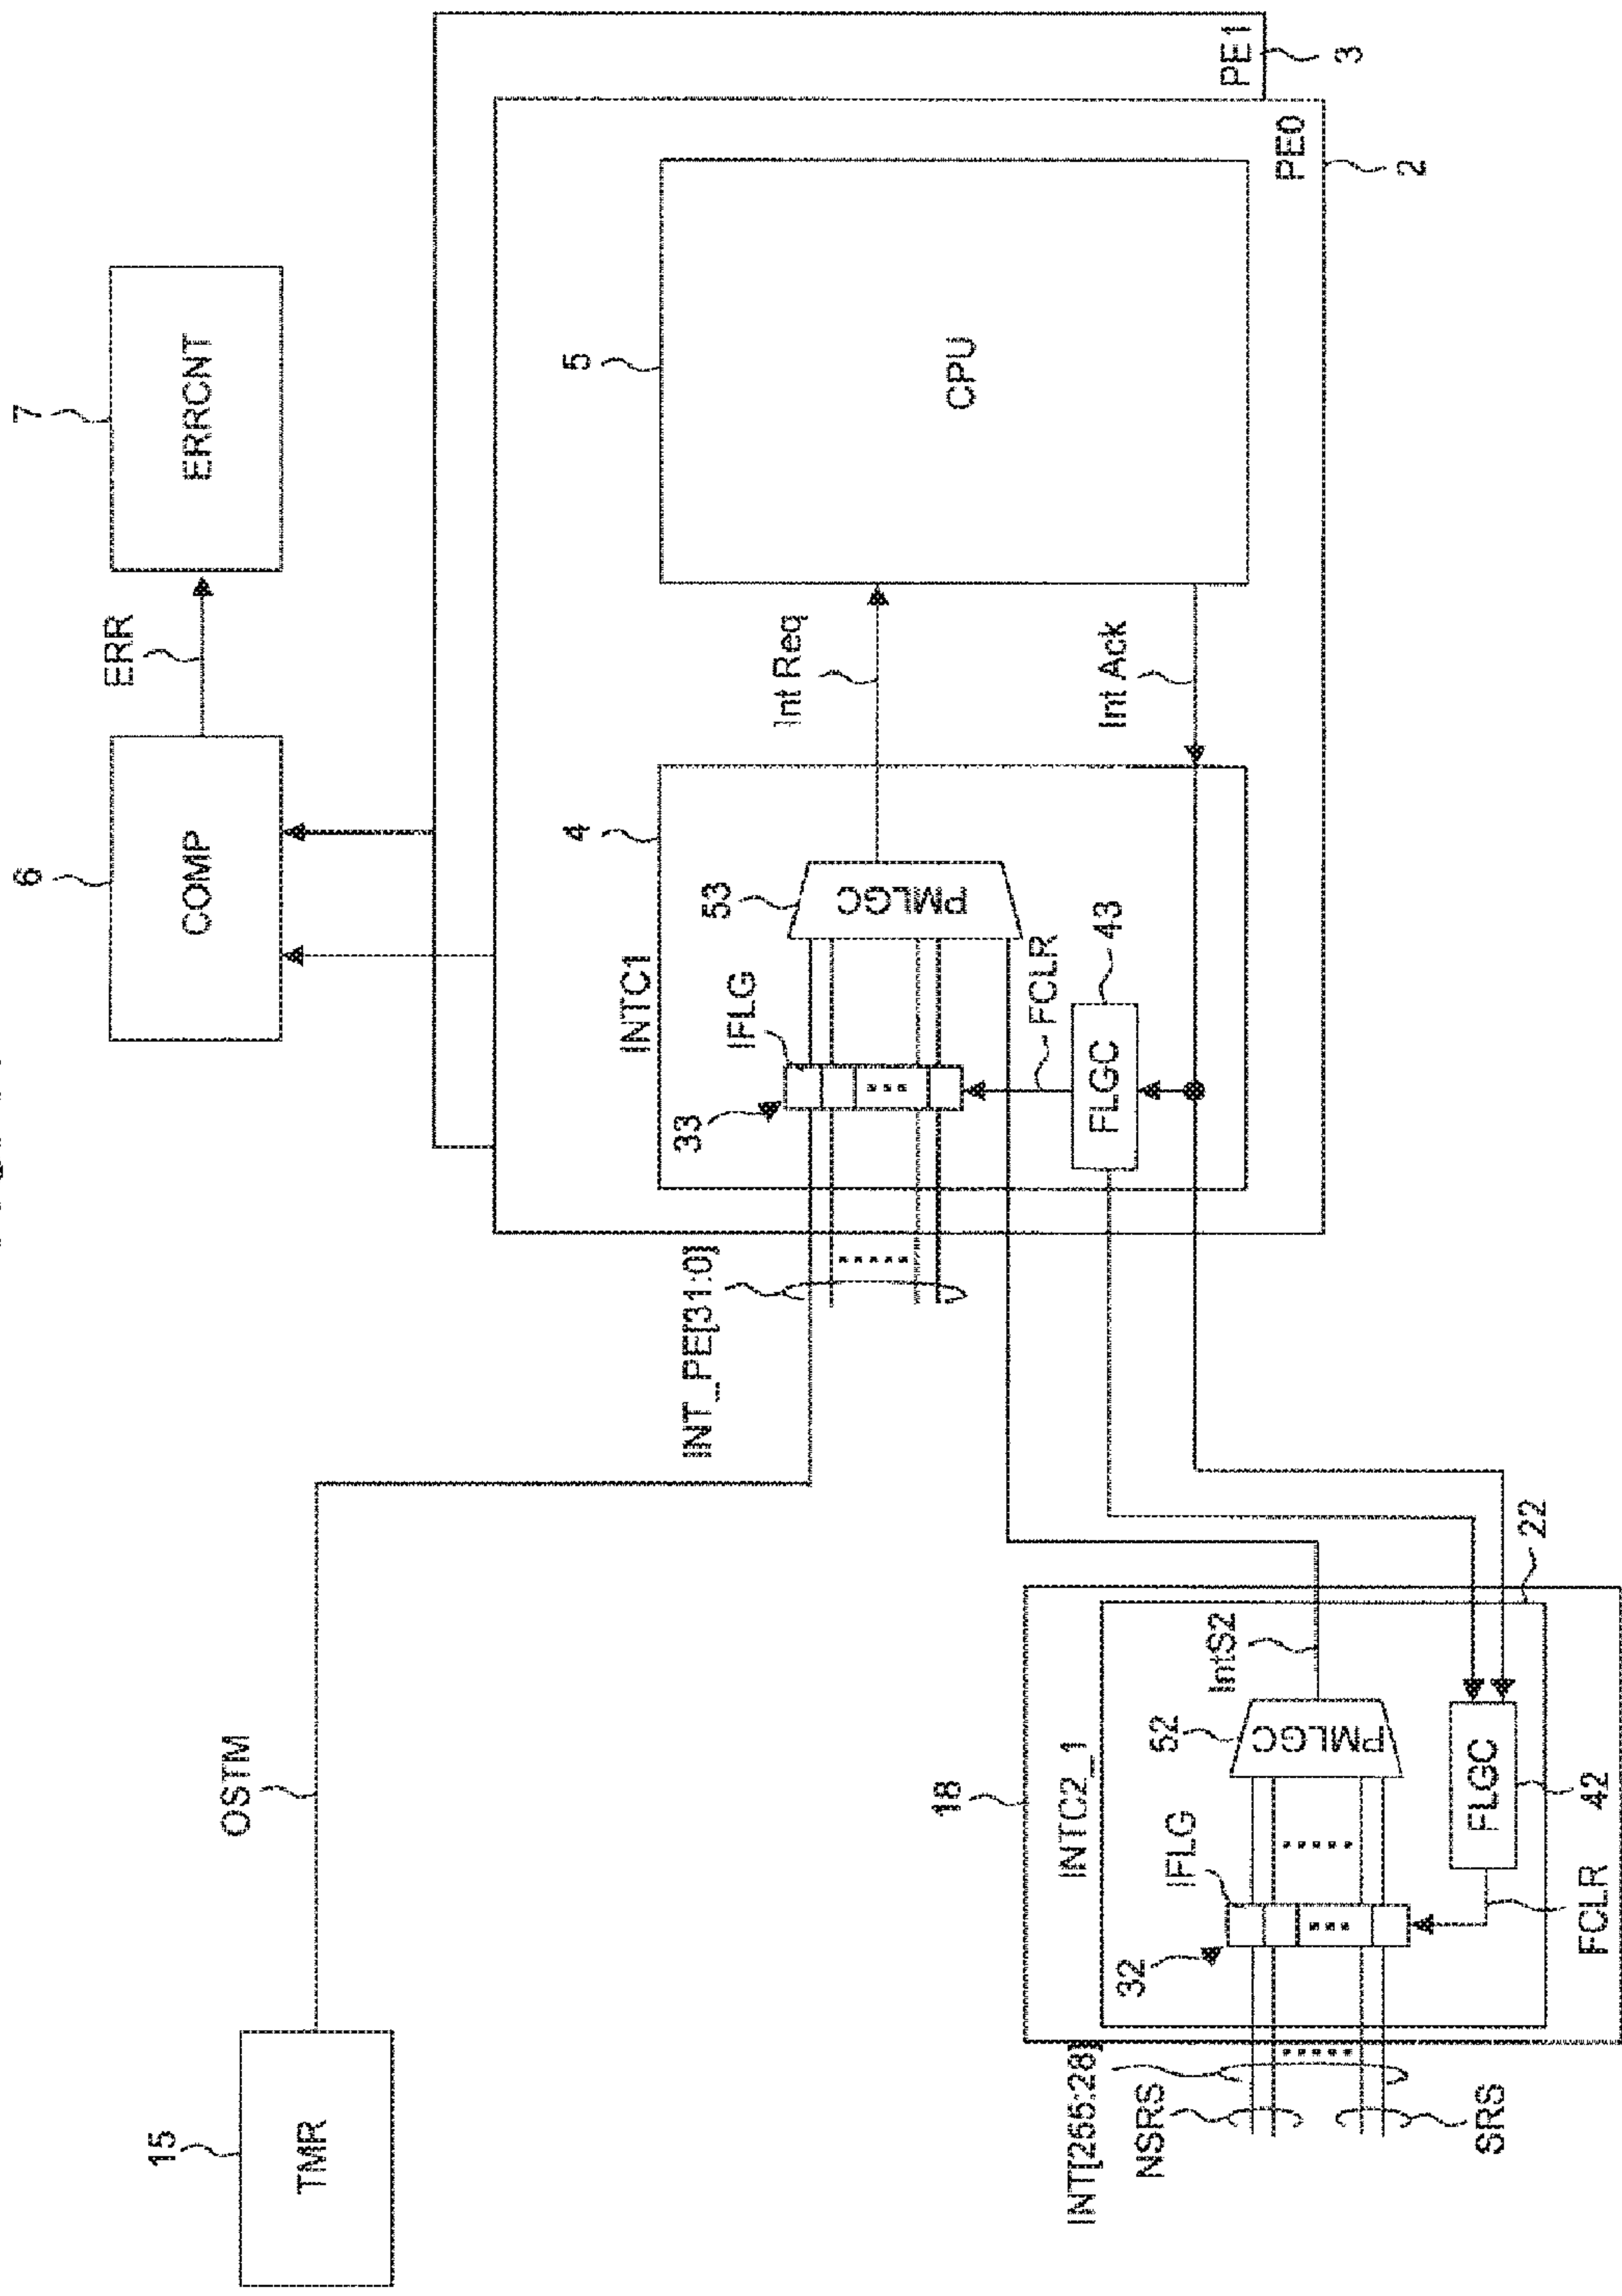 7
ERRCNT
ERR
6
COMP
PE1
3
PE0
2
5
CPU
Int Req
Int Ack
4
INTC1
53
PMLGC
IFLG
33
FCLR
43
FLGC
INT_PE[31:0]
OSTM
15
TMR
18
INTC2_1
22
IntS2
52
PMLGC
IFLG
32
FLGC
42
FCLR
INT[255:28]
NSRS
SRS